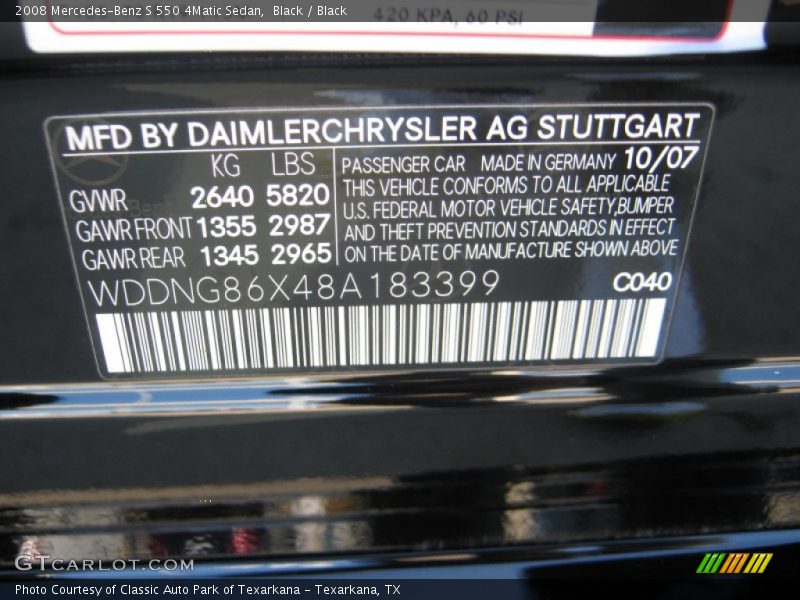 2008 Mercedes-Benz S 550 4Matic Sedan, Black / Black
420 KPA, 60 PSI
MFD BY DAIMLERCHRYSLER AG STUTTGART
KG LBS
GVWR 2640 5820
GAWR FRONT 1355 2987
GAWR REAR 1345 2965
PASSENGER CAR MADE IN GERMANY 10/07
THIS VEHICLE CONFORMS TO ALL APPLICABLE
U.S. FEDERAL MOTOR VEHICLE SAFETY, BUMPER
AND THEFT PREVENTION STANDARDS IN EFFECT
ON THE DATE OF MANUFACTURE SHOWN ABOVE
WDDNG86X48A183399 C040
GTCARLOT.COM
Photo Courtesy of Classic Auto Park of Texarkana - Texarkana, TX